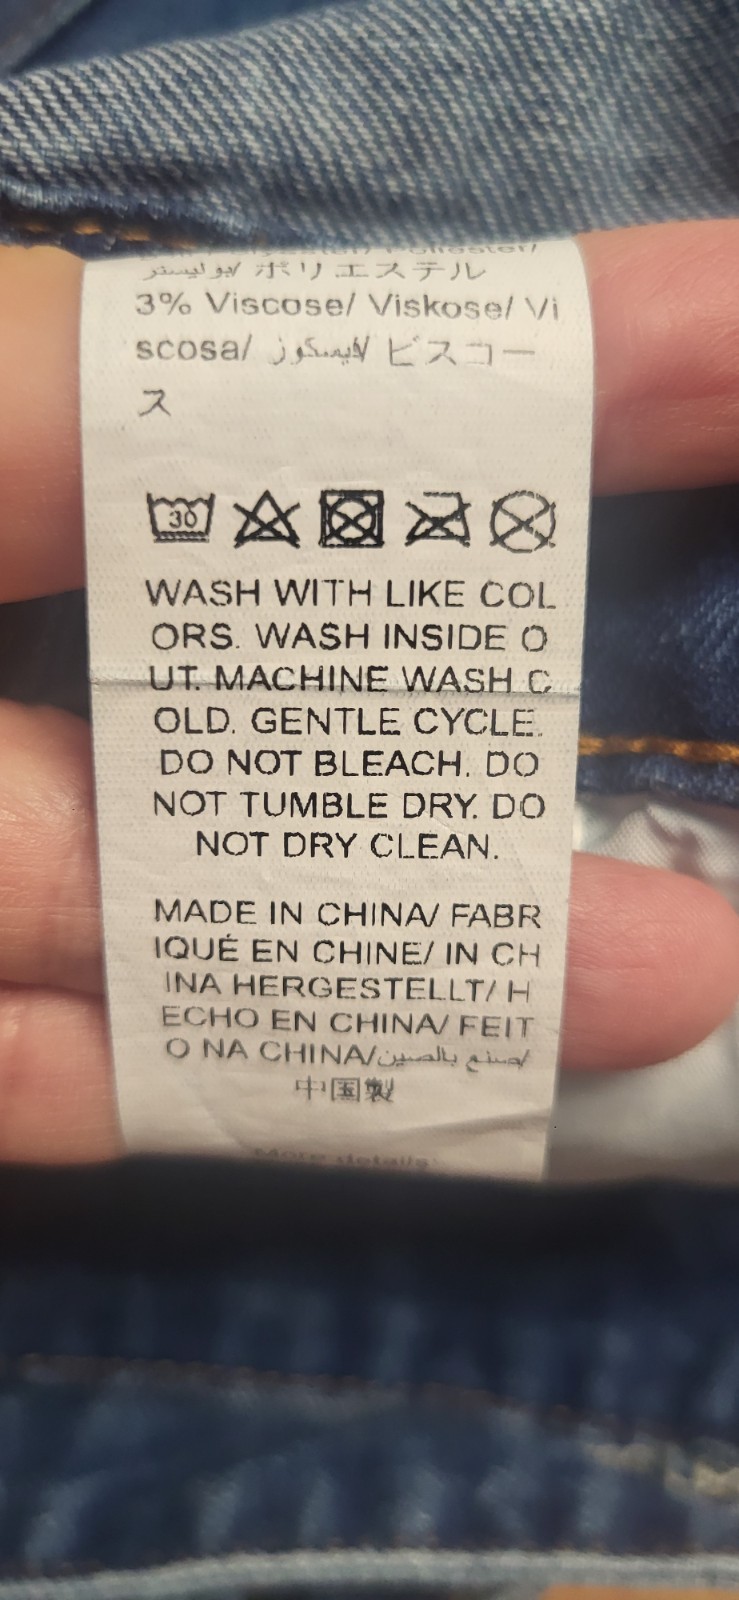 بوليستر/ ポリエステル
3% Viscose/ Viskose/ Vi
scosa/ فايسكوز/ ビスコー
ス
30
WASH WITH LIKE COL
ORS. WASH INSIDE O
UT. MACHINE WASH C
OLD. GENTLE CYCLE.
DO NOT BLEACH. DO
NOT TUMBLE DRY. DO
NOT DRY CLEAN.
MADE IN CHINA/ FABR
IQUÉ EN CHINE/ IN CH
INA HERGESTELLT/ H
ECHO EN CHINA/ FEIT
O NA CHINA/صنع بالصين/
中国製
More details